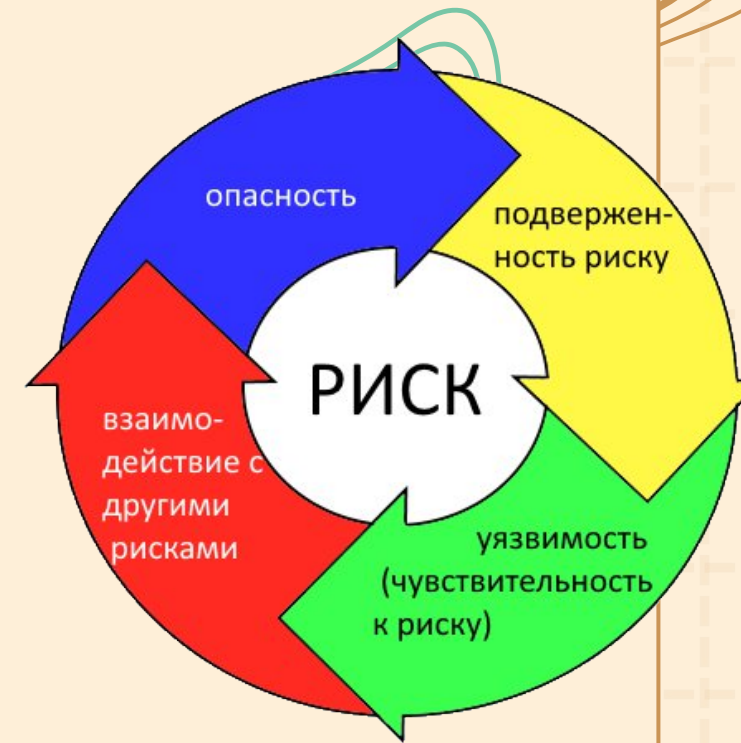 опасность
подвержен-
ность риску
РИСК
взаимо-
действие с
другими
рисками
уязвимость
(чувствительность
к риску)